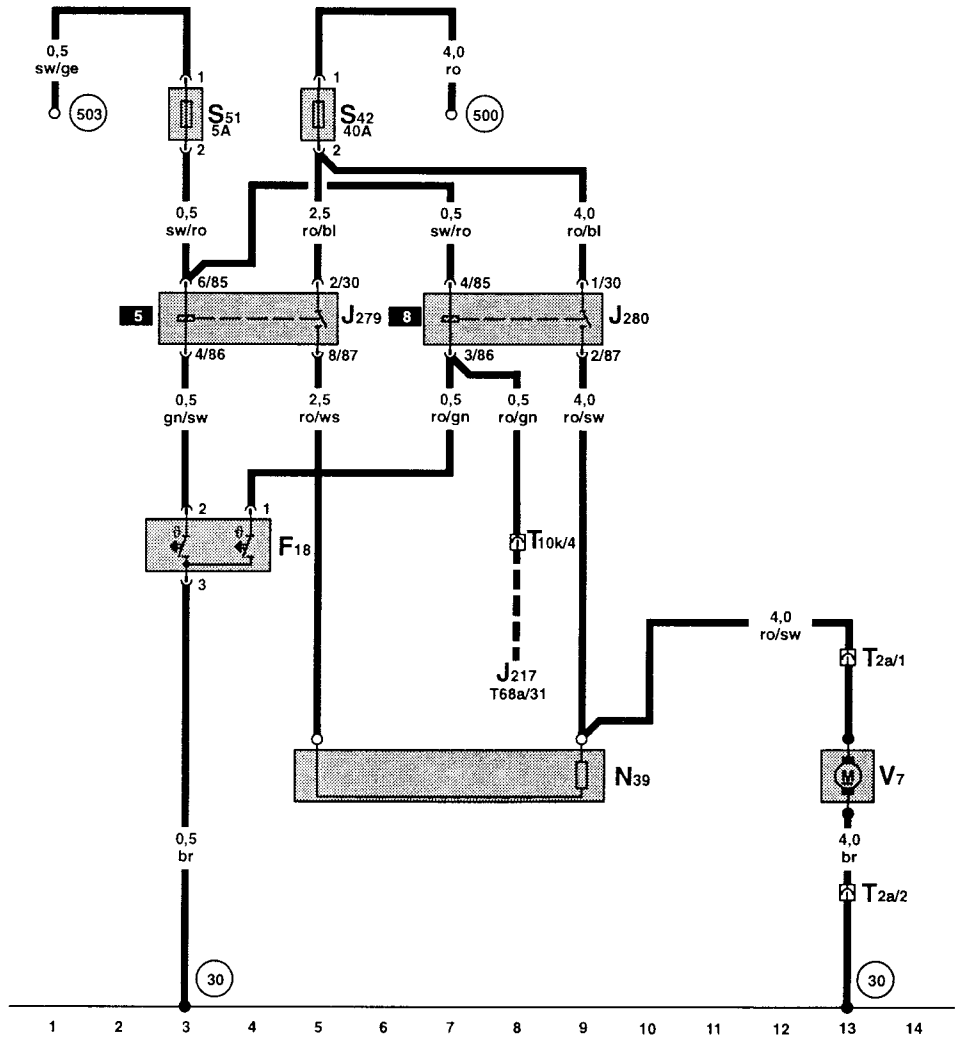 0,5
sw/ge
503
1
S51
5A
2
1
S42
40A
2
4,0
ro
500
0,5
sw/ro
2,5
ro/bl
0,5
sw/ro
4,0
ro/bl
6/85
2/30
4/85
1/30
5
J279
8
J280
4/86
8/87
3/86
2/87
0,5
gn/sw
2,5
ro/ws
0,5
ro/gn
0,5
ro/gn
4,0
ro/sw
2
1
ϑ
ϑ
F18
3
T10k/4
J217
T68a/31
4,0
ro/sw
T2a/1
N39
M
V7
0,5
br
4,0
br
T2a/2
30
30
1 2 3 4 5 6 7 8 9 10 11 12 13 14